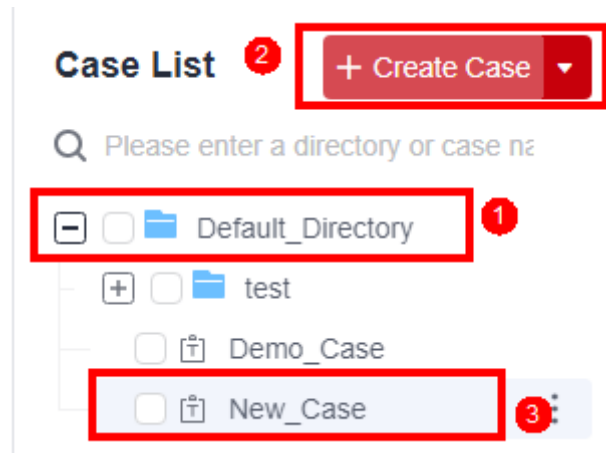 Case List 2 + Create Case
Please enter a directory or case na
Default_Directory 1
test
Demo_Case
New_Case 3